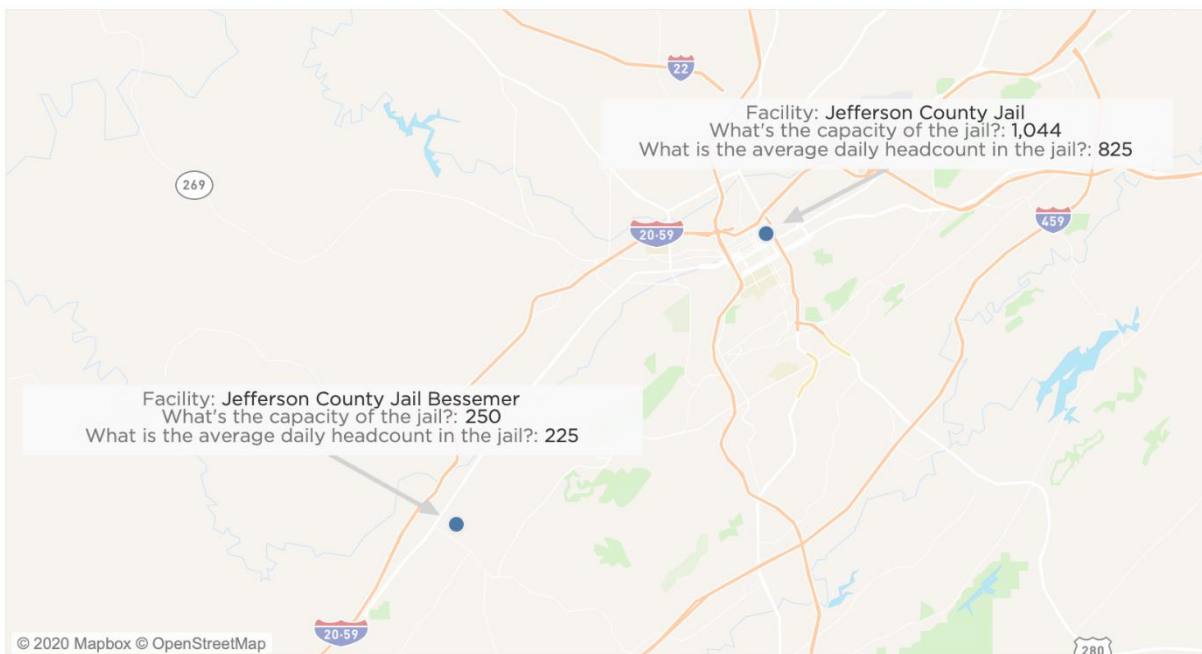 22
Facility: Jefferson County Jail
What's the capacity of the jail?: 1,044
What is the average daily headcount in the jail?: 825
269
20-59
459
Facility: Jefferson County Jail Bessemer
What's the capacity of the jail?: 250
What is the average daily headcount in the jail?: 225
20-59
© 2020 Mapbox © OpenStreetMap
280